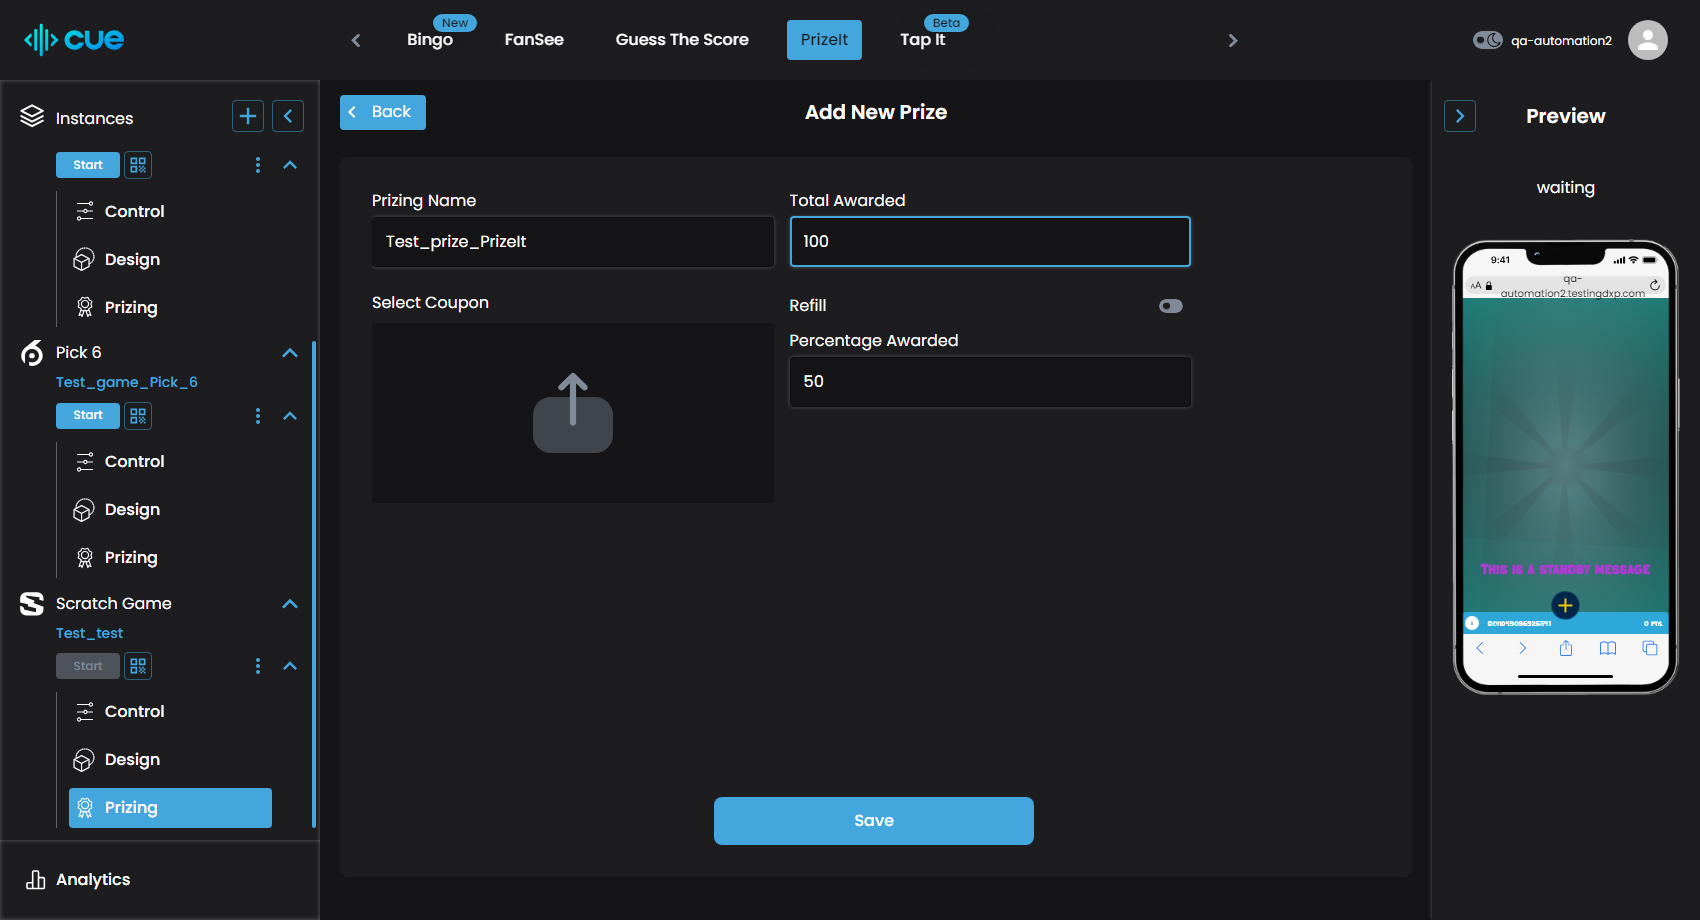 cue
Bingo
New
FanSee
Guess The Score
PrizeIt
Tap It
Beta
qa-automation2
Instances
Start
Control
Design
Prizing
Pick 6
Test_game_Pick_6
Start
Control
Design
Prizing
Scratch Game
Test_test
Start
Control
Design
Prizing
Analytics
Back
Add New Prize
Prizing Name
Test_prize_PrizeIt
Total Awarded
100
Select Coupon
Refill
Percentage Awarded
50
Save
Preview
waiting
9:41
AA
qa-
automation2.testingdxp.com
This is a standby message
0 PTS.